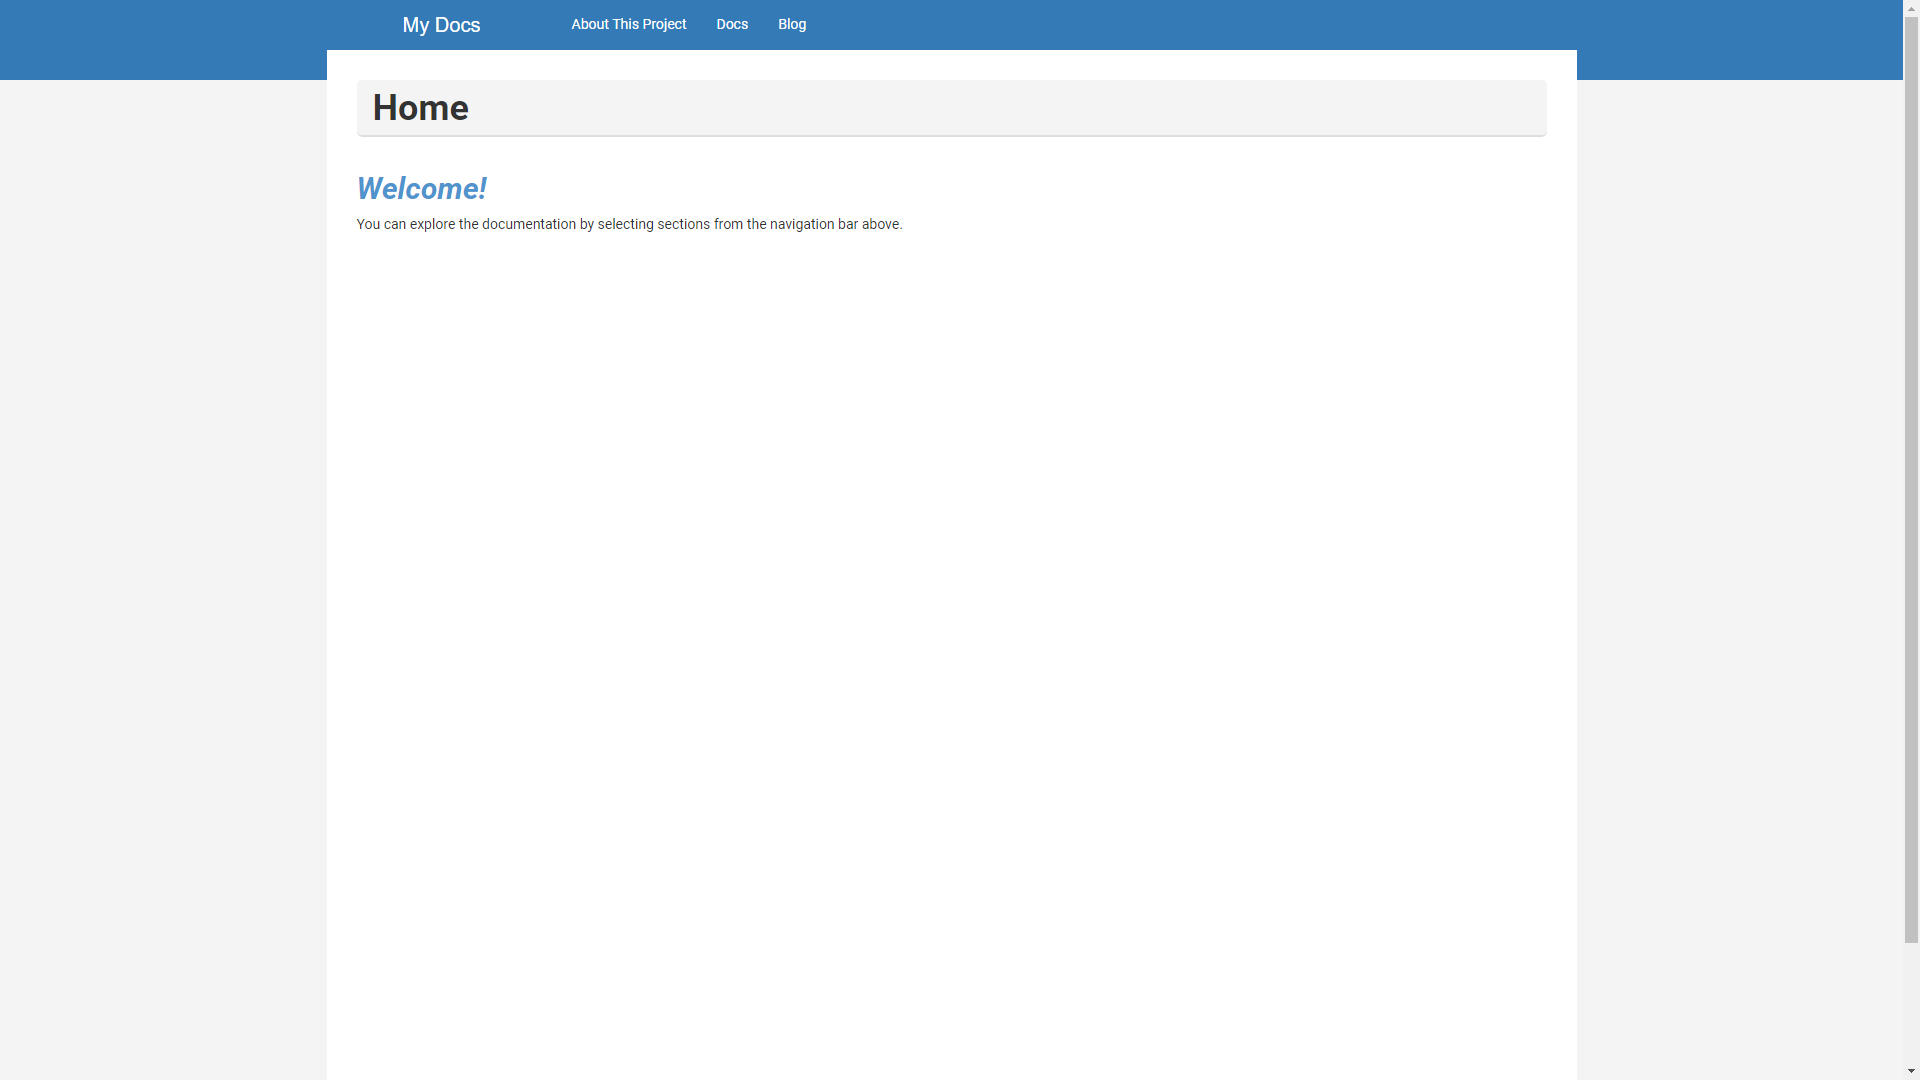 My Docs About This Project Docs Blog
Home
Welcome!
You can explore the documentation by selecting sections from the navigation bar above.